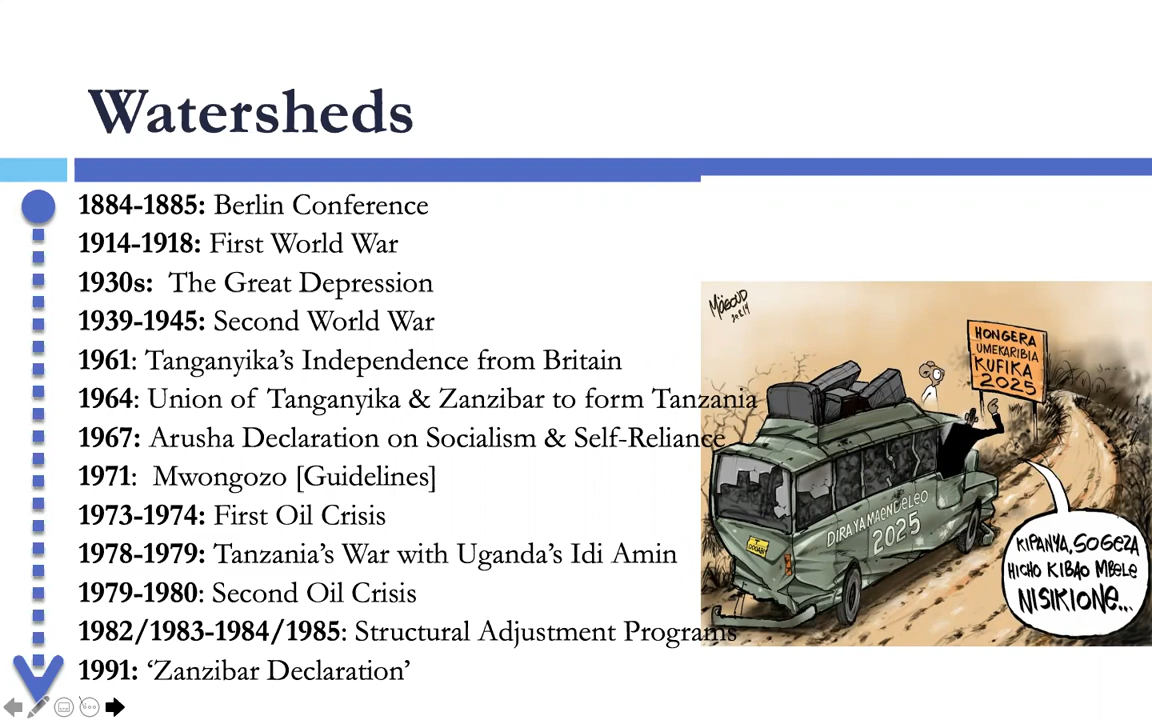 Watersheds
1884-1885: Berlin Conference
1914-1918: First World War
1930s: The Great Depression
1939-1945: Second World War
1961: Tanganyika’s Independence from Britain
1964: Union of Tanganyika & Zanzibar to form Tanzania
1967: Arusha Declaration on Socialism & Self-Reliance
1971: Mwongozo [Guidelines]
1973-1974: First Oil Crisis
1978-1979: Tanzania’s War with Uganda’s Idi Amin
1979-1980: Second Oil Crisis
1982/1983-1984/1985: Structural Adjustment Programs
1991: ‘Zanzibar Declaration’
HONGERA
UMEKARIBIA
KUFIKA
2025
DIRA YA MAENDELEO
2025
KIPANYA, SOGEZA
HICHO KIBAO MBELE
NISIKIONE...